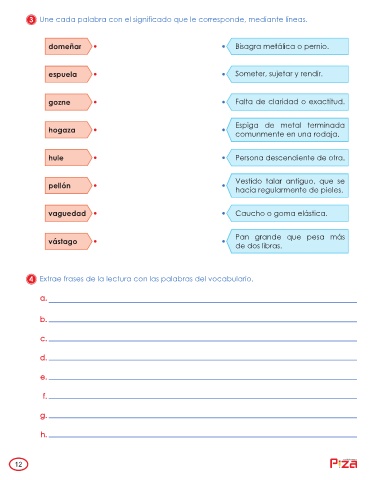 3 Une cada palabra con el significado que le corresponde, mediante líneas.
domeñar • • Bisagra metálica o pernio.
espuela • • Someter, sujetar y rendir.
gozne • • Falta de claridad o exactitud.
hogaza • • Espiga de metal terminada
comunmente en una rodaja.
hule • • Persona descendiente de otra.
pellón • • Vestido talar antiguo, que se
hacía regularmente de pieles.
vaguedad • • Caucho o goma elástica.
vástago • • Pan grande que pesa más
de dos libras.
4 Extrae frases de la lectura con las palabras del vocabulario.
a.
b.
c.
d.
e.
f.
g.
h.
12
Piza